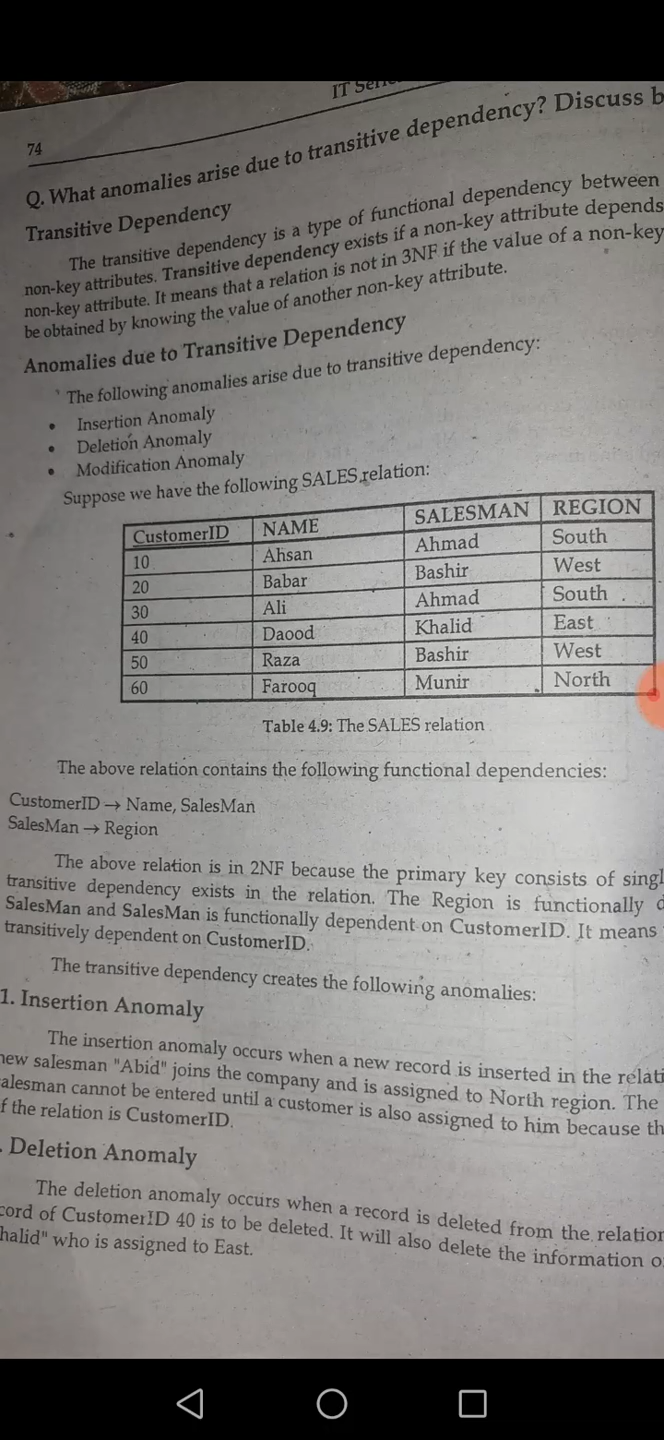 IT
74
Q. What anomalies arise due to transitive dependency? Discuss b
Transitive Dependency
The transitive dependency is a type of functional dependency between
non-key attributes. Transitive dependency exists if a non-key attribute depends
non-key attribute. It means that a relation is not in 3NF if the value of a non-key
be obtained by knowing the value of another non-key attribute.
Anomalies due to Transitive Dependency
The following anomalies arise due to transitive dependency:
• Insertion Anomaly
• Deletion Anomaly
• Modification Anomaly
Suppose we have the following SALES relation:
CustomerID NAME SALESMAN REGION
10 Ahsan Ahmad South
20 Babar Bashir West
30 Ali Ahmad South
40 Daood Khalid East
50 Raza Bashir West
60 Farooq Munir North
Table 4.9: The SALES relation
The above relation contains the following functional dependencies:
CustomerID → Name, SalesMan
SalesMan → Region
The above relation is in 2NF because the primary key consists of singl
transitive dependency exists in the relation. The Region is functionally d
SalesMan and SalesMan is functionally dependent on CustomerID. It means
transitively dependent on CustomerID.
The transitive dependency creates the following anomalies:
1. Insertion Anomaly
The insertion anomaly occurs when a new record is inserted in the relati
new salesman "Abid" joins the company and is assigned to North region. The
alesman cannot be entered until a customer is also assigned to him because th
f the relation is CustomerID.
. Deletion Anomaly
The deletion anomaly occurs when a record is deleted from the relation
cord of CustomerID 40 is to be deleted. It will also delete the information o
halid" who is assigned to East.